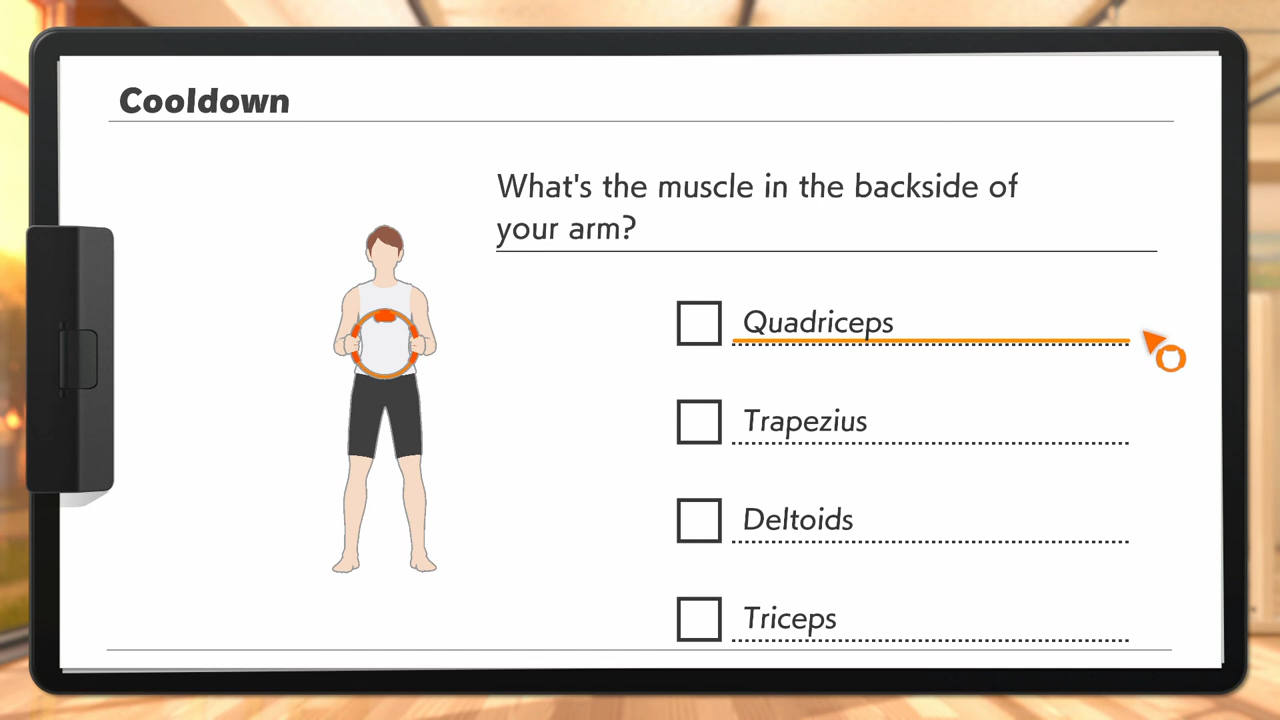 Cooldown
What's the muscle in the backside of
your arm?
Quadriceps
Trapezius
Deltoids
Triceps